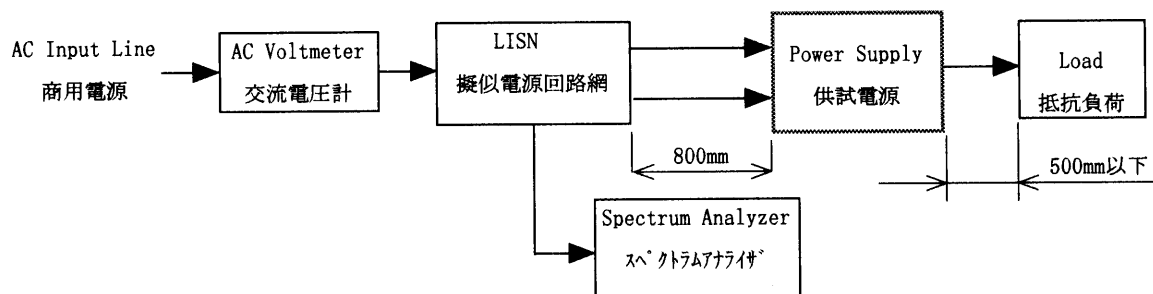 AC Input Line
商用電源
AC Voltmeter
交流電圧計
LISN
擬似電源回路網
Power Supply
供試電源
Load
抵抗負荷
800mm
500mm以下
Spectrum Analyzer
スペクトラムアナライザ